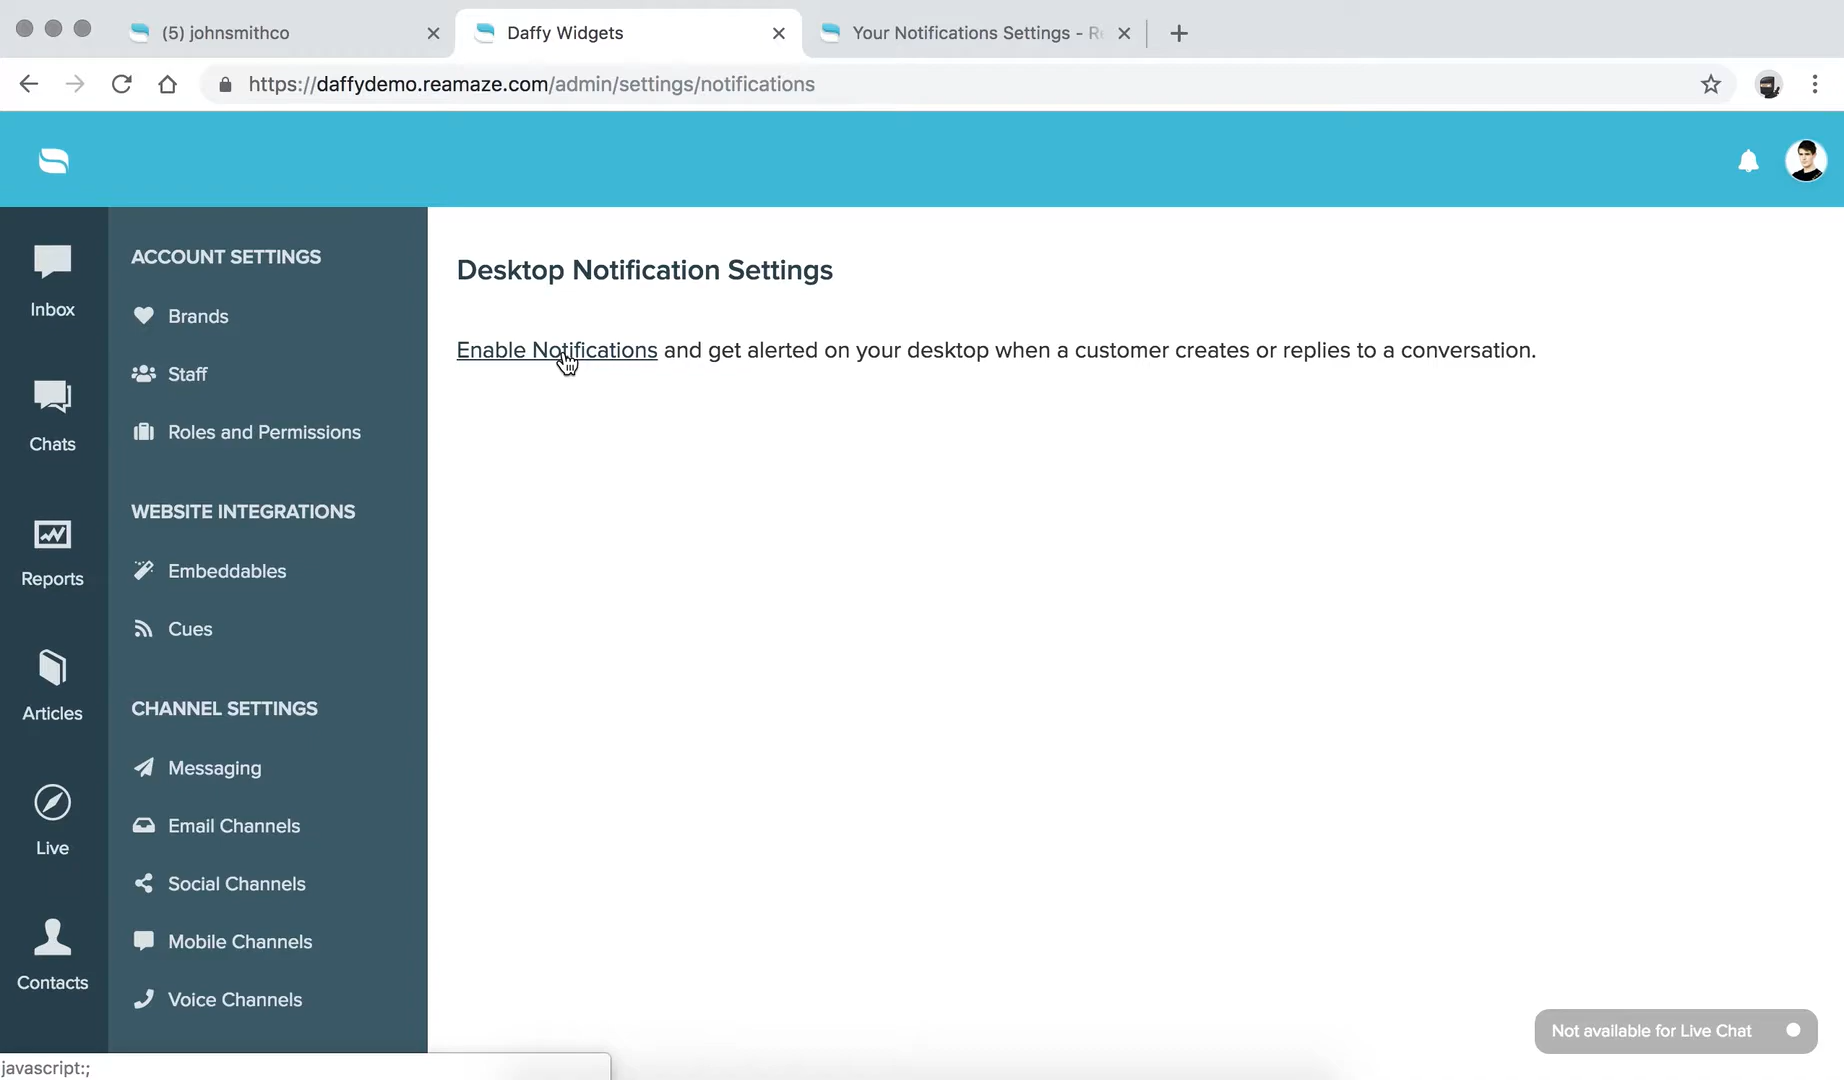 (5) johnsmithco
Daffy Widgets
Your Notifications Settings - Re
https://daffydemo.reamaze.com/admin/settings/notifications
Inbox
Chats
Reports
Articles
Live
Contacts
ACCOUNT SETTINGS
Brands
Staff
Roles and Permissions
WEBSITE INTEGRATIONS
Embeddables
Cues
CHANNEL SETTINGS
Messaging
Email Channels
Social Channels
Mobile Channels
Voice Channels
Desktop Notification Settings
Enable Notifications and get alerted on your desktop when a customer creates or replies to a conversation.
Not available for Live Chat
javascript:;